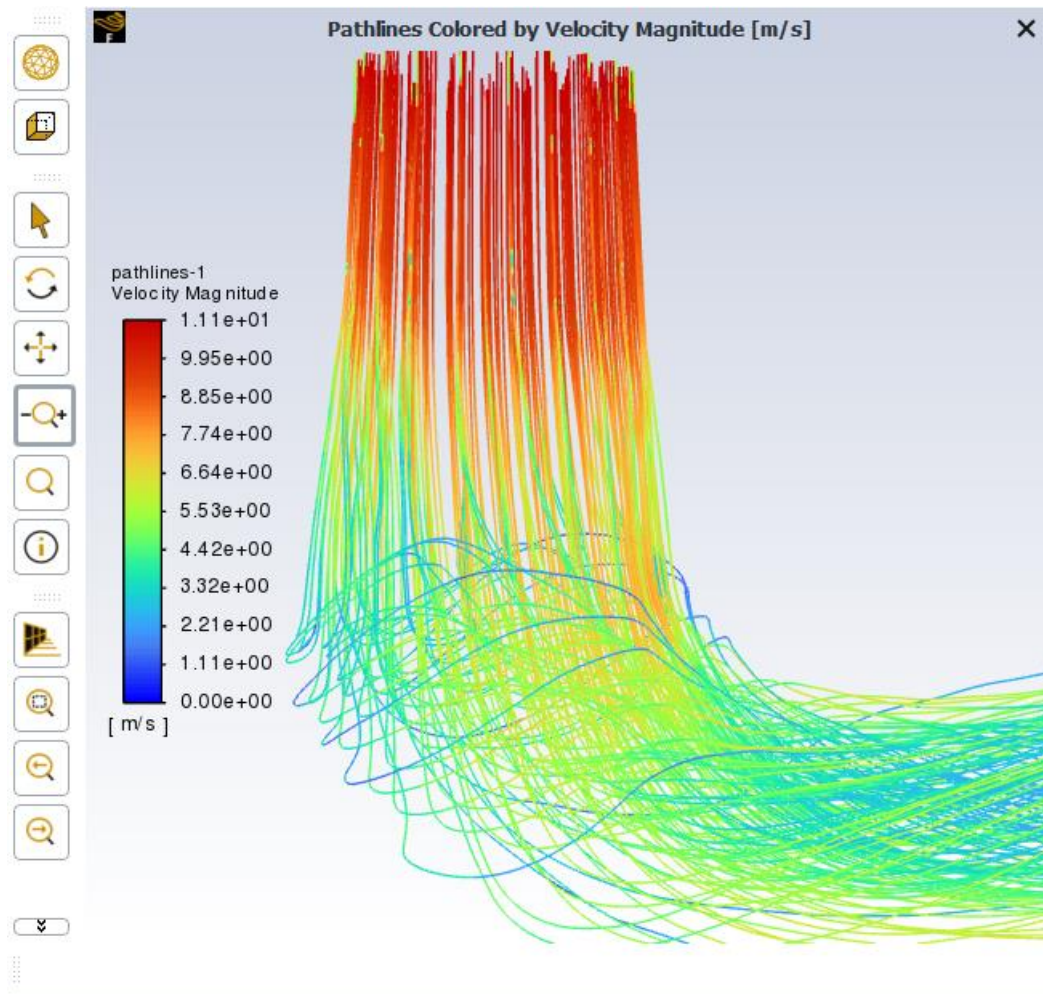 Pathlines Colored by Velocity Magnitude [m/s]
F
pathlines-1
Velocity Magnitude
1.11e+01
9.95e+00
8.85e+00
7.74e+00
6.64e+00
5.53e+00
4.42e+00
3.32e+00
2.21e+00
1.11e+00
0.00e+00
[ m/s ]